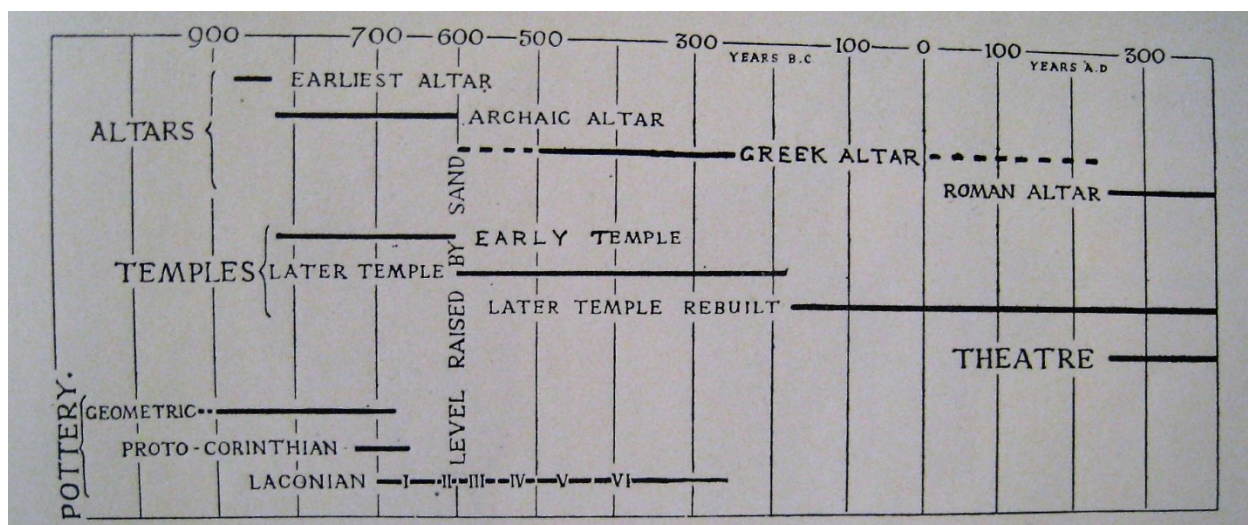 900 700 600 500 300 100 0 100 300
YEARS B.C
YEARS A.D
ALTARS
EARLIEST ALTAR
ARCHAIC ALTAR
GREEK ALTAR
ROMAN ALTAR
LEVEL RAISED BY SAND
TEMPLES
EARLY TEMPLE
LATER TEMPLE
LATER TEMPLE REBUILT
THEATRE
POTTERY.
GEOMETRIC
PROTO-CORINTHIAN
LACONIAN I II III IV V VI